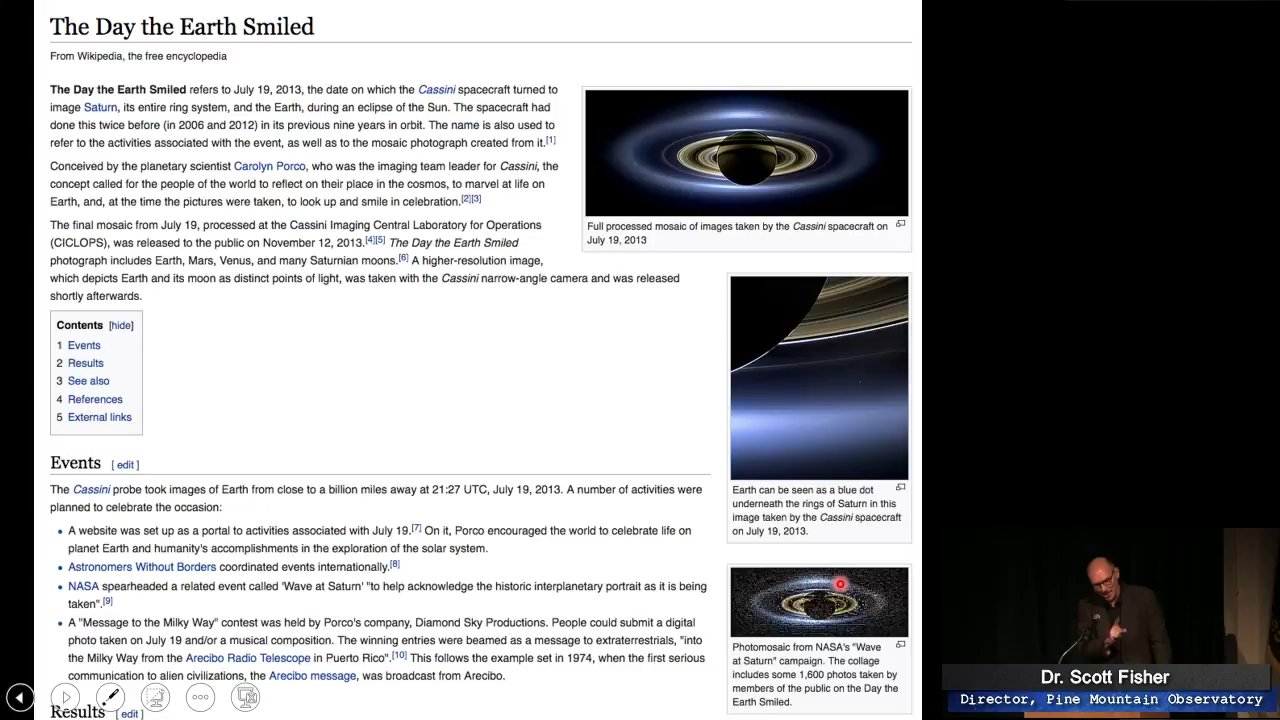 The Day the Earth Smiled
From Wikipedia, the free encyclopedia
The Day the Earth Smiled refers to July 19, 2013, the date on which the Cassini spacecraft turned to
image Saturn, its entire ring system, and the Earth, during an eclipse of the Sun. The spacecraft had
done this twice before (in 2006 and 2012) in its previous nine years in orbit. The name is also used to
refer to the activities associated with the event, as well as to the mosaic photograph created from it.[1]
Conceived by the planetary scientist Carolyn Porco, who was the imaging team leader for Cassini, the
concept called for the people of the world to reflect on their place in the cosmos, to marvel at life on
Earth, and, at the time the pictures were taken, to look up and smile in celebration.[2][3]
The final mosaic from July 19, processed at the Cassini Imaging Central Laboratory for Operations
(CICLOPS), was released to the public on November 12, 2013.[4][5] The Day the Earth Smiled
photograph includes Earth, Mars, Venus, and many Saturnian moons.[6] A higher-resolution image,
which depicts Earth and its moon as distinct points of light, was taken with the Cassini narrow-angle camera and was released
shortly afterwards.
Full processed mosaic of images taken by the Cassini spacecraft on
July 19, 2013
Contents [hide]
1 Events
2 Results
3 See also
4 References
5 External links
Earth can be seen as a blue dot
underneath the rings of Saturn in this
image taken by the Cassini spacecraft
on July 19, 2013.
Events [ edit ]
The Cassini probe took images of Earth from close to a billion miles away at 21:27 UTC, July 19, 2013. A number of activities were
planned to celebrate the occasion:
• A website was set up as a portal to activities associated with July 19.[7] On it, Porco encouraged the world to celebrate life on
planet Earth and humanity's accomplishments in the exploration of the solar system.
• Astronomers Without Borders coordinated events internationally.[8]
• NASA spearheaded a related event called 'Wave at Saturn' "to help acknowledge the historic interplanetary portrait as it is being
taken".[9]
• A "Message to the Milky Way" contest was held by Porco's company, Diamond Sky Productions. People could submit a digital
photo taken on July 19 and/or a musical composition. The winning entries were beamed as a message to extraterrestrials, "into
the Milky Way from the Arecibo Radio Telescope in Puerto Rico".[10] This follows the example set in 1974, when the first serious
communication to alien civilizations, the Arecibo message, was broadcast from Arecibo.
Photomosaic from NASA's "Wave
at Saturn" campaign. The collage
includes some 1,600 photos taken by
members of the public on the Day the
Earth Smiled.
Results [ edit ]
Dr. Scott Fisher
Director, Pine Mountain Observatory